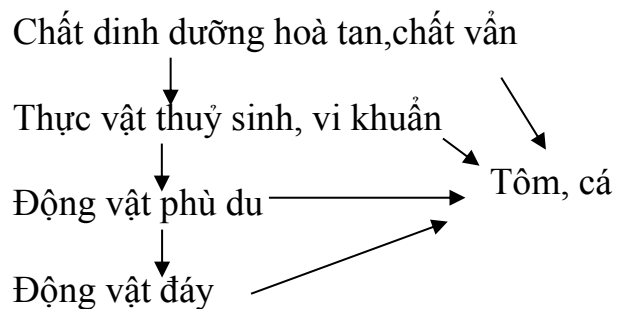 Chất dinh dưỡng hoà tan,chất vẩn
Thực vật thuỷ sinh, vi khuẩn
Tôm, cá
Động vật phù du
Động vật đáy